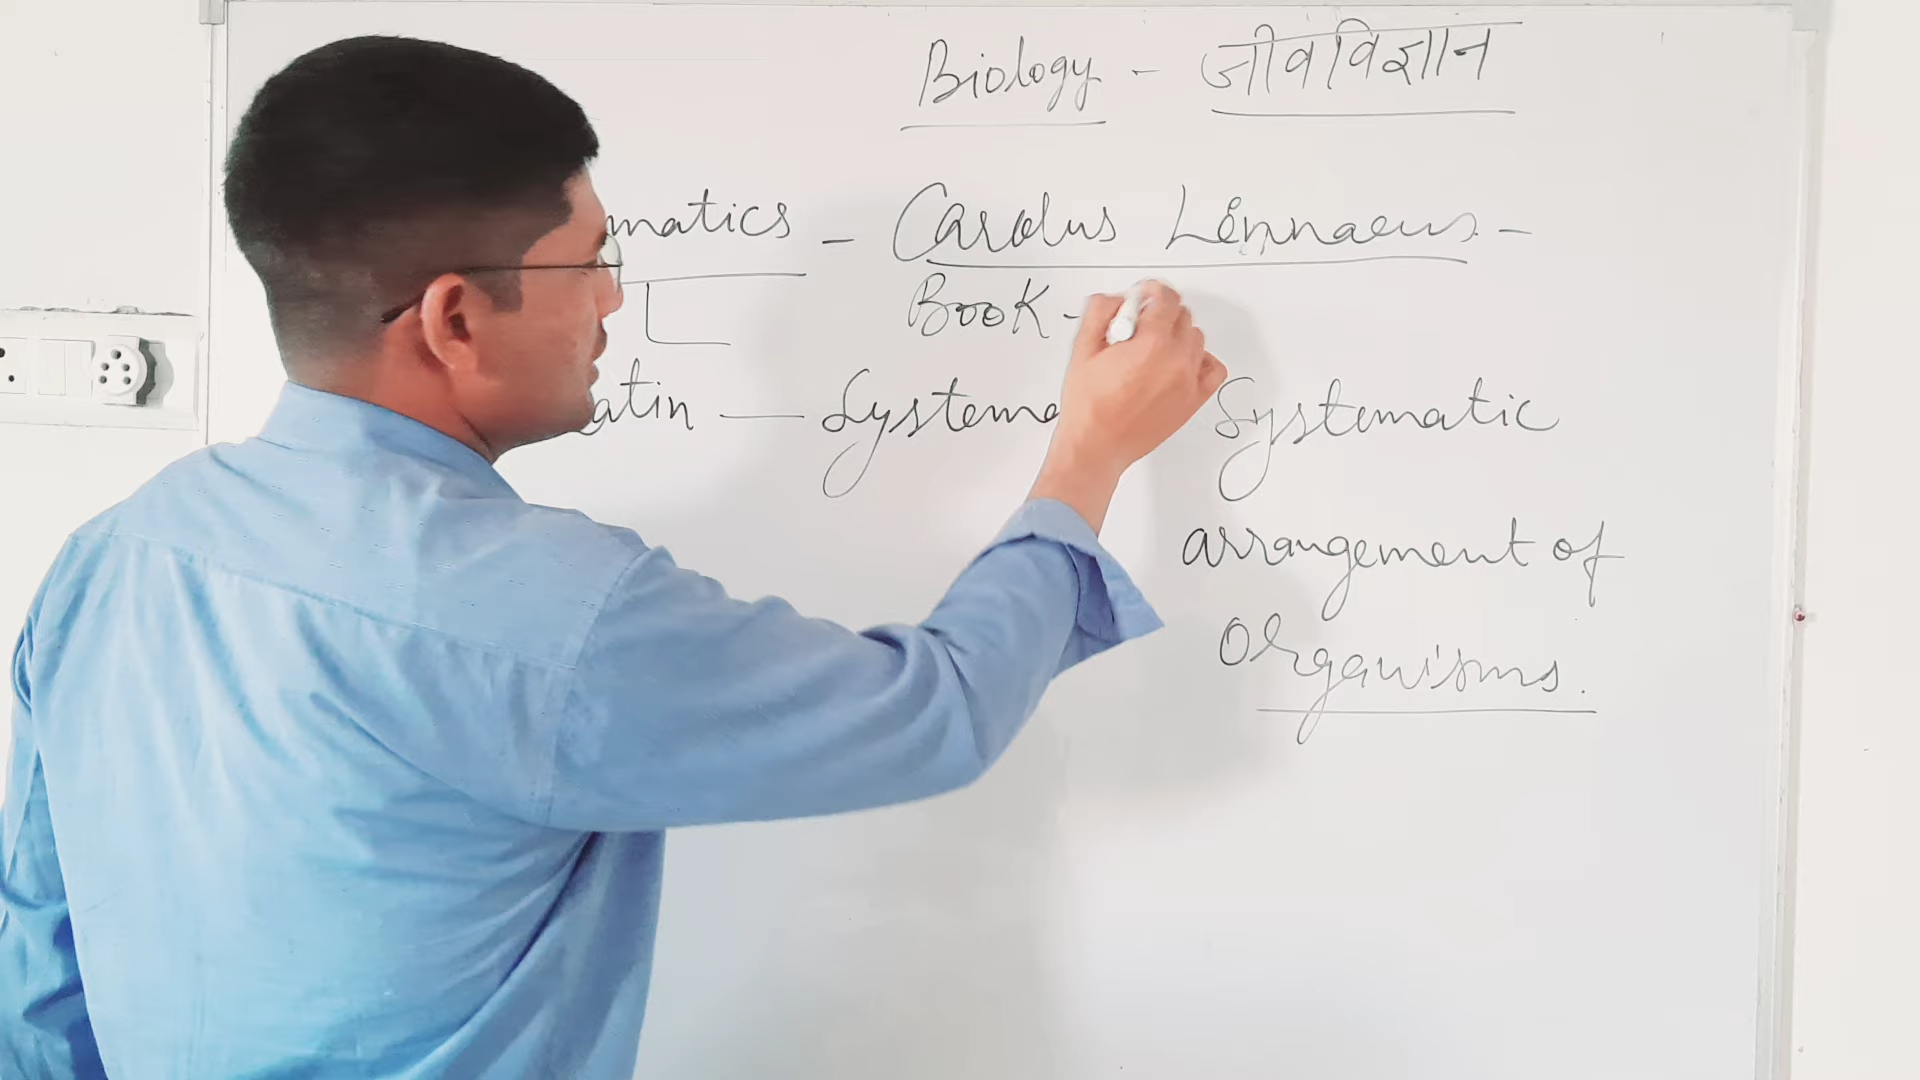 Biology - जीवविज्ञान
matics - Carolus Linnaeus. -
Book -
atin — Systema Systematic
arrangement of
Organisms.